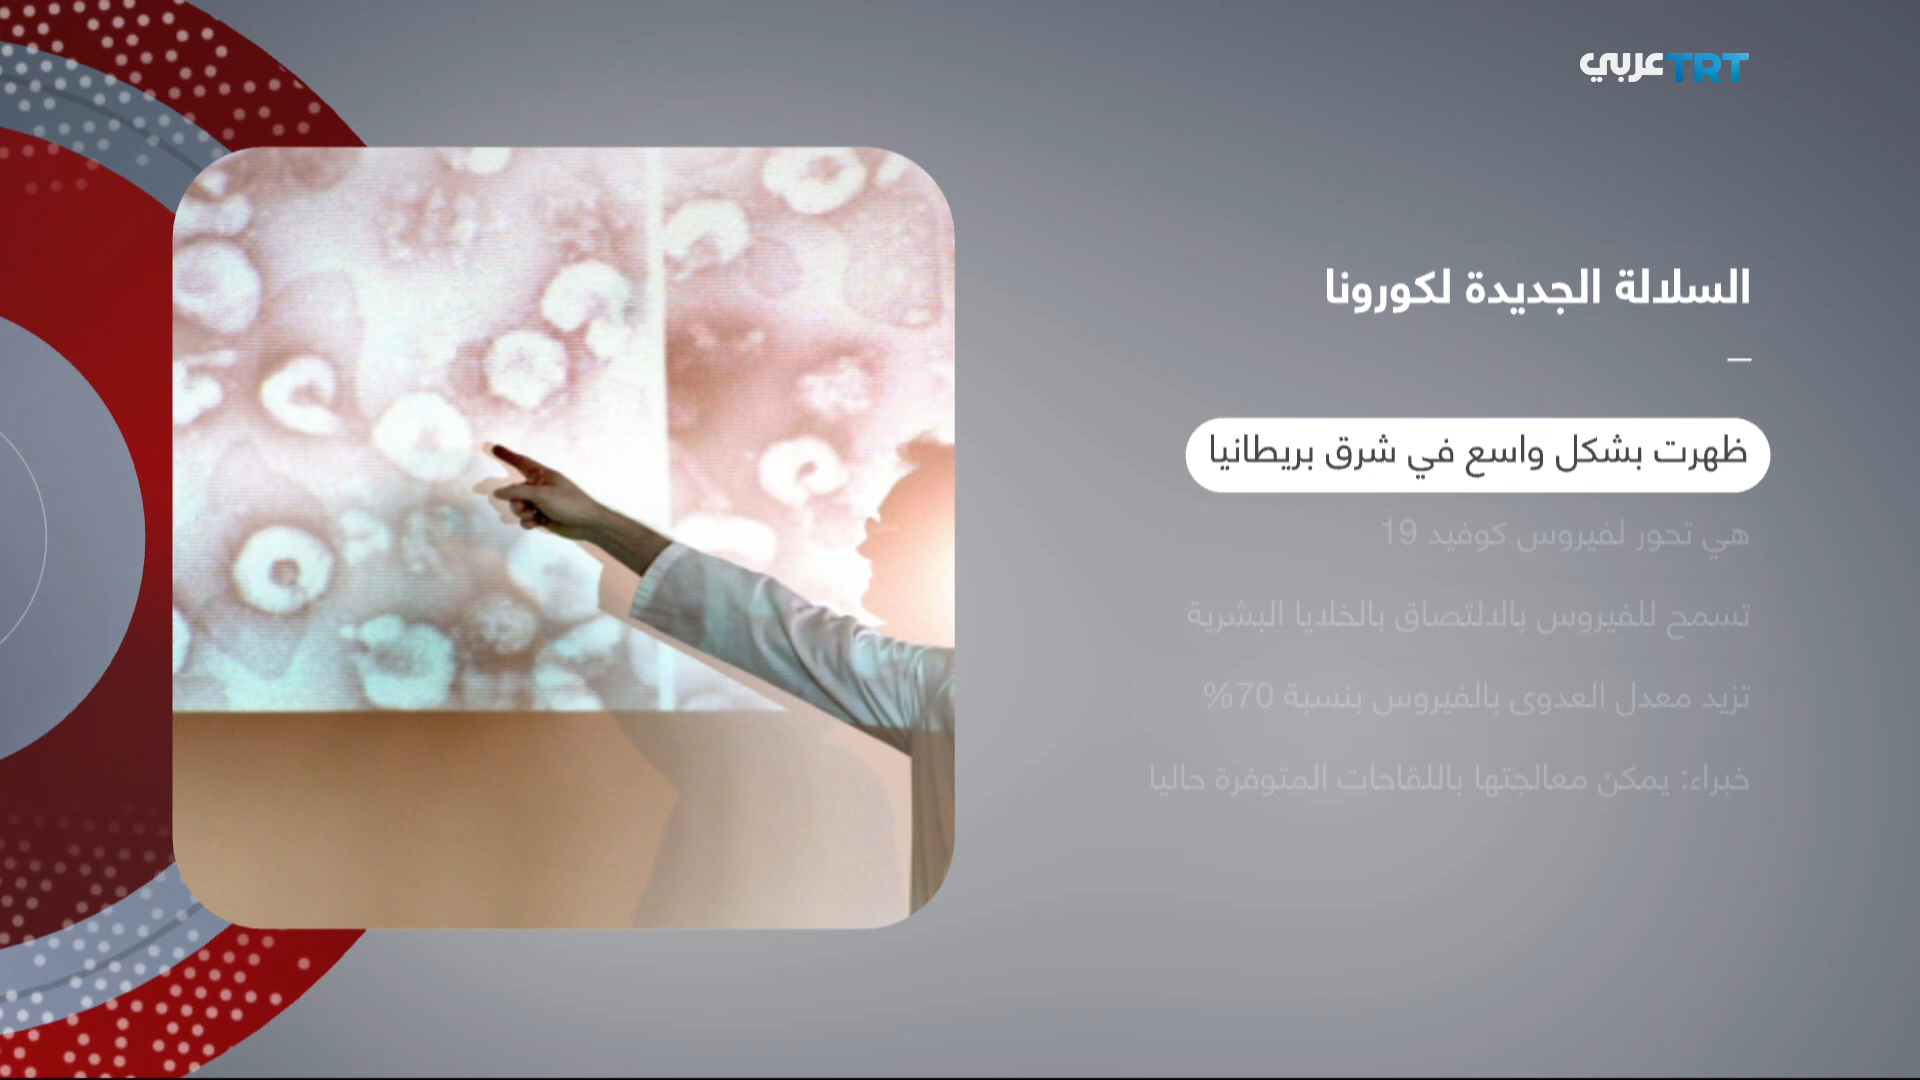 TRT عربي
السلالة الجديدة لكورونا
ظهرت بشكل واسع في شرق بريطانيا
هي تحور لفيروس كوفيد 19
تسمح للفيروس بالالتصاق بالخلايا البشرية
تزيد معدل العدوى بالفيروس بنسبة 70%
خبراء: يمكن معالجتها باللقاحات المتوفرة حاليا